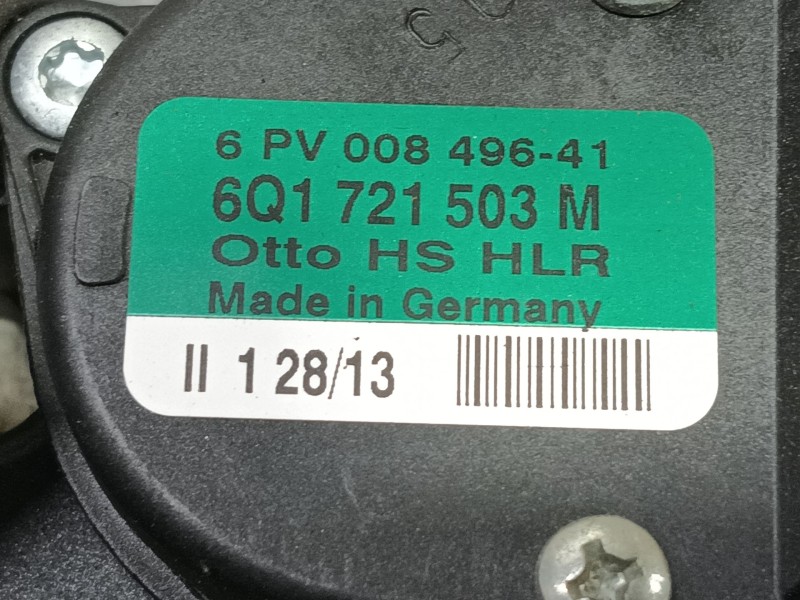 6 PV 008 496-41
6Q1 721 503 M
Otto HS HLR
Made in Germany
II 1 28/13